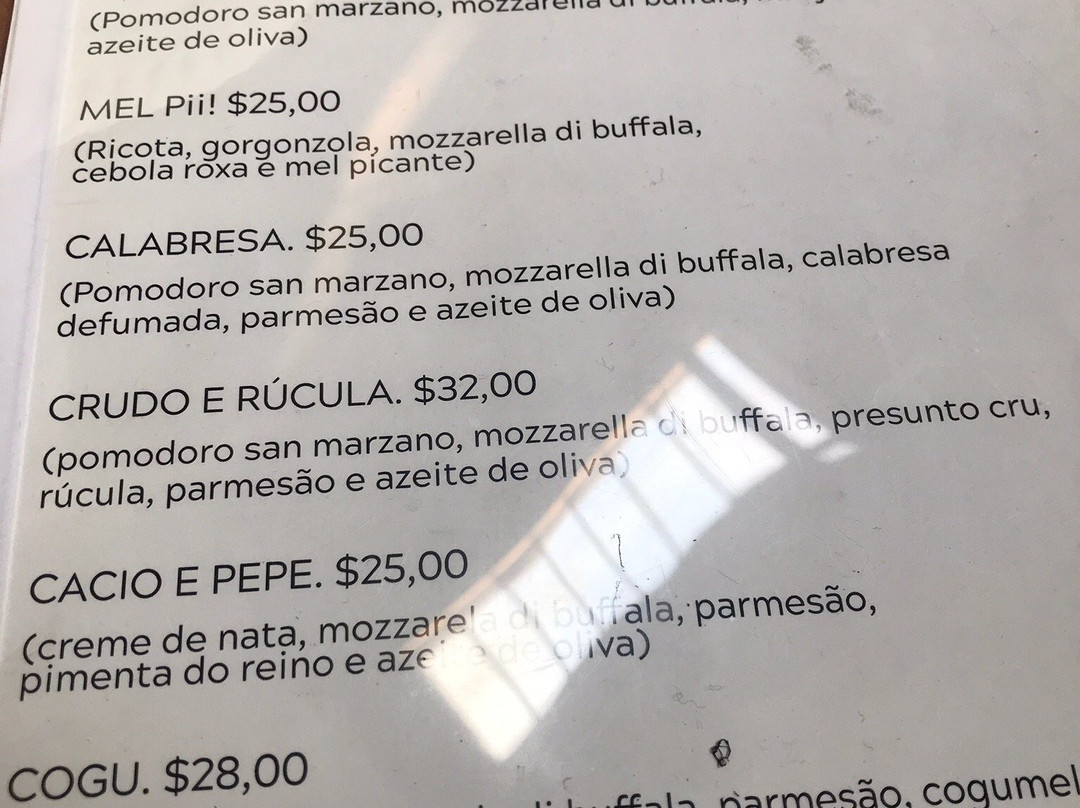 (Pomodoro san marzano, mozzarella di
azeite de oliva)
MEL Pii! $25,00
(Ricota, gorgonzola, mozzarella di buffala,
cebola roxa e mel picante)
CALABRESA. $25,00
(Pomodoro san marzano, mozzarella di buffala, calabresa
defumada, parmesão e azeite de oliva)
CRUDO E RÚCULA. $32,00
(pomodoro san marzano, mozzarella di buffala, presunto cru,
rúcula, parmesão e azeite de oliva)
CACIO E PEPE. $25,00
(creme de nata, mozzarela di buffala, parmesão,
pimenta do reino e azeite de oliva)
COGU. $28,00
di buffala, parmesão, cogumel